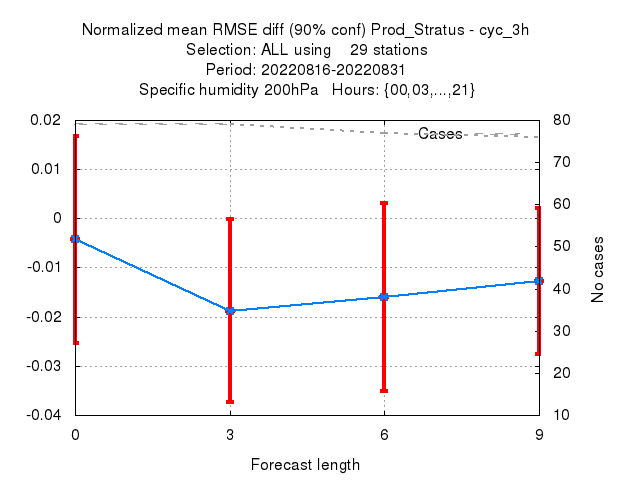 Normalized mean RMSE diff (90% conf) Prod_Stratus - cyc_3h
Selection: ALL using 29 stations
Period: 20220816-20220831
Specific humidity 200hPa Hours: {00,03,...,21}
0.02
0.01
0
-0.01
-0.02
-0.03
-0.04
80
70
60
50
40
30
20
10
Cases
No cases
0 3 6 9
Forecast length